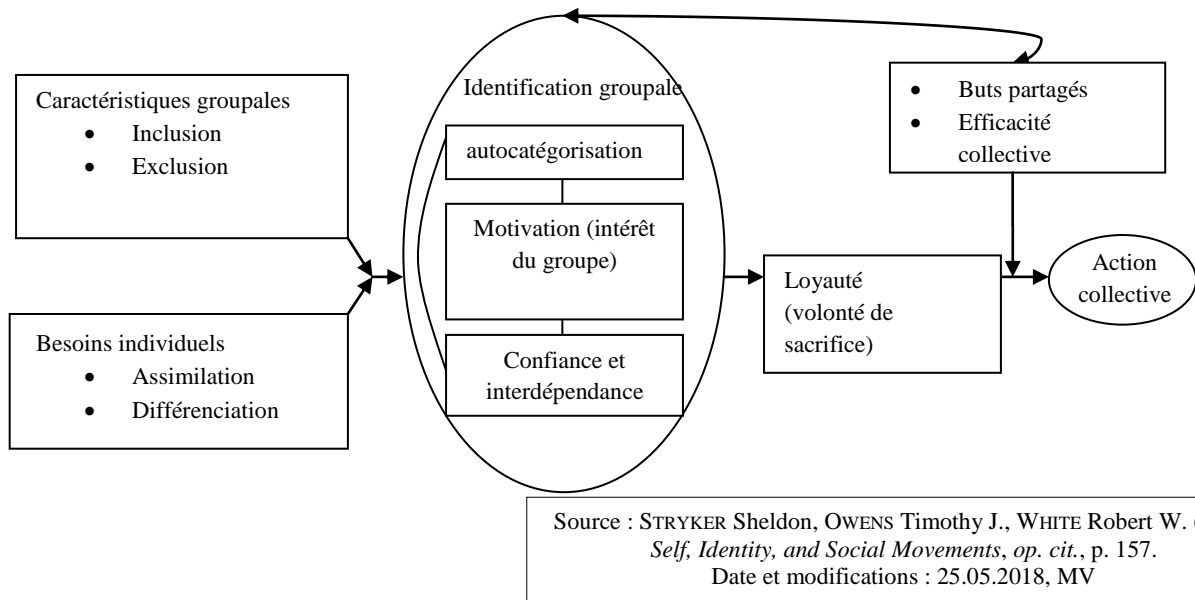 Caractéristiques groupales
• Inclusion
• Exclusion
Besoins individuels
• Assimilation
• Différenciation
Identification groupale
autocatégorisation
Motivation (intérêt
du groupe)
Confiance et
interdépendance
Loyauté
(volonté de
sacrifice)
• Buts partagés
• Efficacité
collective
Action
collective
Source : STRYKER Sheldon, OWENS Timothy J., WHITE Robert W. (
Self, Identity, and Social Movements, op. cit., p. 157.
Date et modifications : 25.05.2018, MV